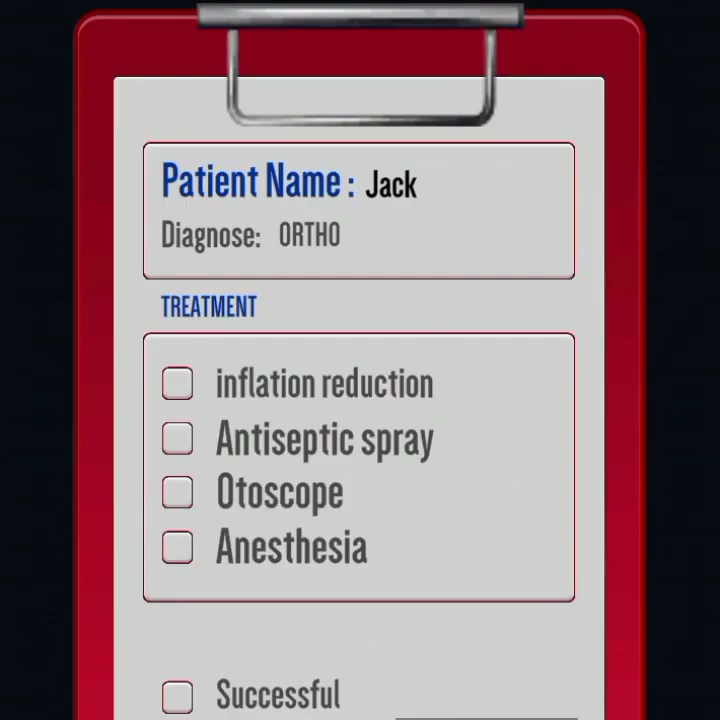 Patient Name : Jack
Diagnose: ORTHO
TREATMENT
inflation reduction
Antiseptic spray
Otoscope
Anesthesia
Successful